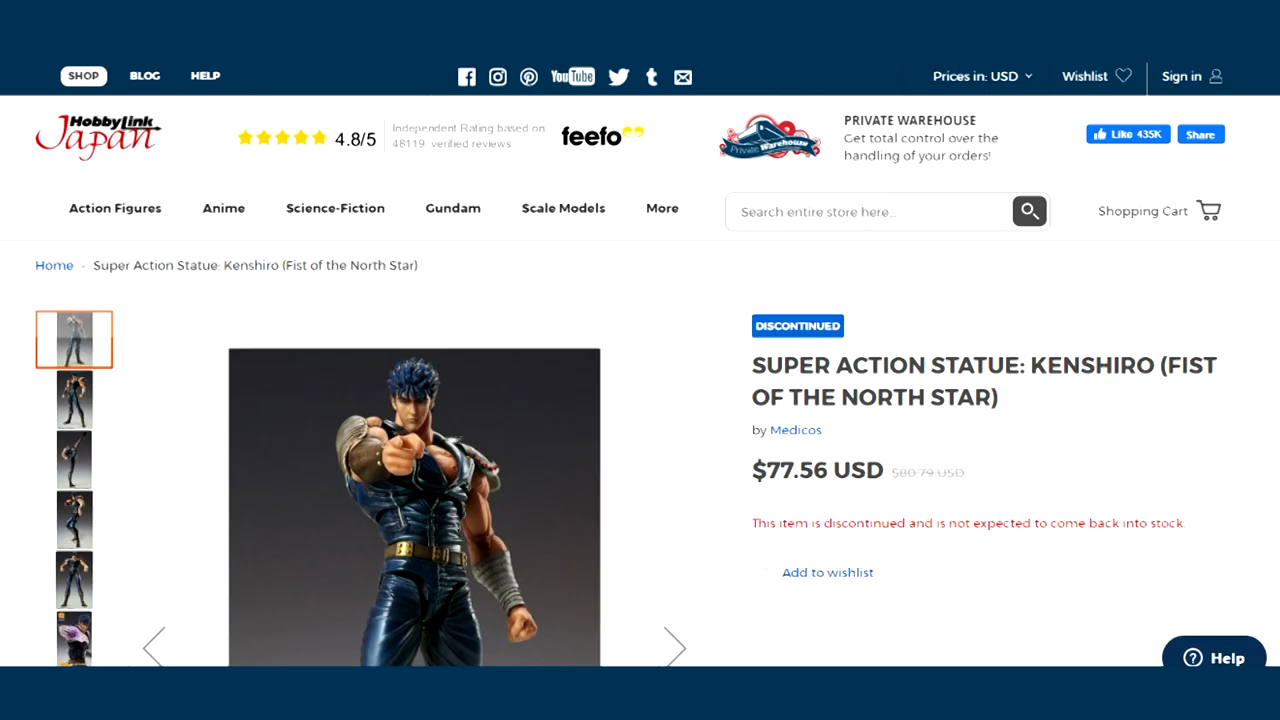 SHOP BLOG HELP
YouTube
Prices in: USD Wishlist Sign in
HobbyLink
Japan
4.8/5
Independent Rating based on
48119 verified reviews
feefo
Private Warehouse
PRIVATE WAREHOUSE
Get total control over the
handling of your orders!
Like 435K Share
Action Figures Anime Science-Fiction Gundam Scale Models More
Search entire store here...
Shopping Cart
Home · Super Action Statue: Kenshiro (Fist of the North Star)
DISCONTINUED
SUPER ACTION STATUE: KENSHIRO (FIST
OF THE NORTH STAR)
by Medicos
$77.56 USD $80.79 USD
This item is discontinued and is not expected to come back into stock.
Add to wishlist
Help